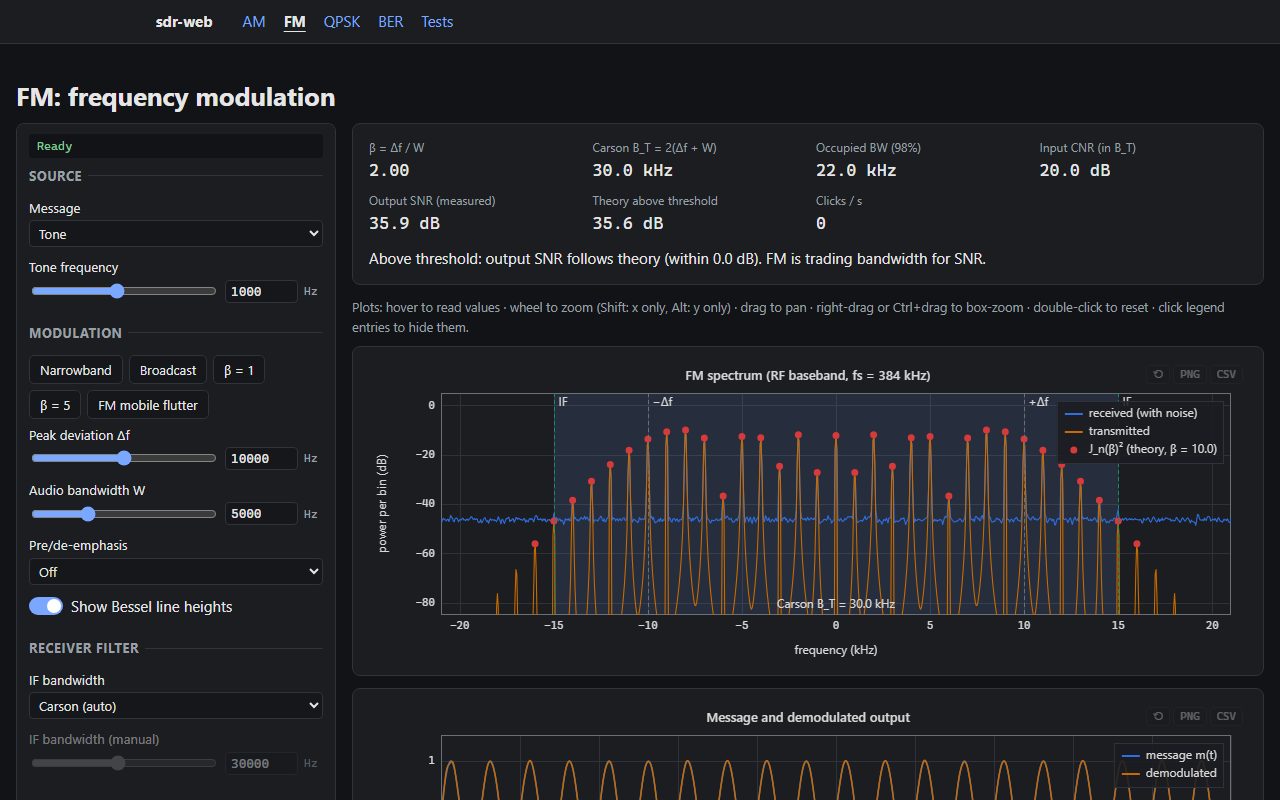 sdr-web AM FM QPSK BER Tests
FM: frequency modulation
Ready
SOURCE
Message
Tone
Tone frequency
1000 Hz
MODULATION
Narrowband Broadcast β = 1
β = 5 FM mobile flutter
Peak deviation Δf
10000 Hz
Audio bandwidth W
5000 Hz
Pre/de-emphasis
Off
Show Bessel line heights
RECEIVER FILTER
IF bandwidth
Carson (auto)
IF bandwidth (manual)
30000 Hz
β = Δf / W Carson B_T = 2(Δf + W) Occupied BW (98%) Input CNR (in B_T)
2.00 30.0 kHz 22.0 kHz 20.0 dB
Output SNR (measured) Theory above threshold Clicks / s
35.9 dB 35.6 dB 0
Above threshold: output SNR follows theory (within 0.0 dB). FM is trading bandwidth for SNR.
Plots: hover to read values · wheel to zoom (Shift: x only, Alt: y only) · drag to pan · right-drag or Ctrl+drag to box-zoom · double-click to reset · click legend
entries to hide them.
FM spectrum (RF baseband, fs = 384 kHz)
PNG CSV
IF −Δf +Δf IF
received (with noise)
transmitted
J_n(β)² (theory, β = 10.0)
power per bin (dB)
0
−20
−40
−60
−80
Carson B_T = 30.0 kHz
−20 −15 −10 −5 0 5 10 15 20
frequency (kHz)
Message and demodulated output
PNG CSV
message m(t)
demodulated
1